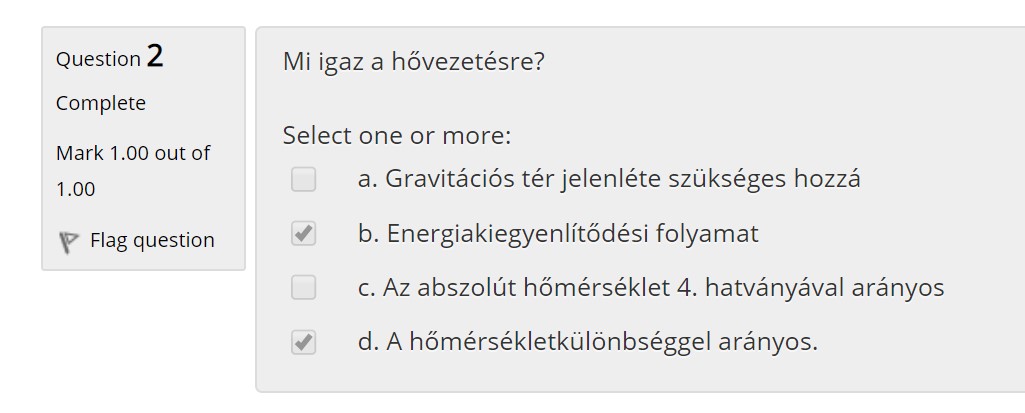 Question 2
Complete
Mark 1.00 out of
1.00
Flag question
Mi igaz a hővezetésre?
Select one or more:
a. Gravitációs tér jelenléte szükséges hozzá
b. Energiakiegyenlítődési folyamat
c. Az abszolút hőmérséklet 4. hatványával arányos
d. A hőmérsékletkülönbséggel arányos.